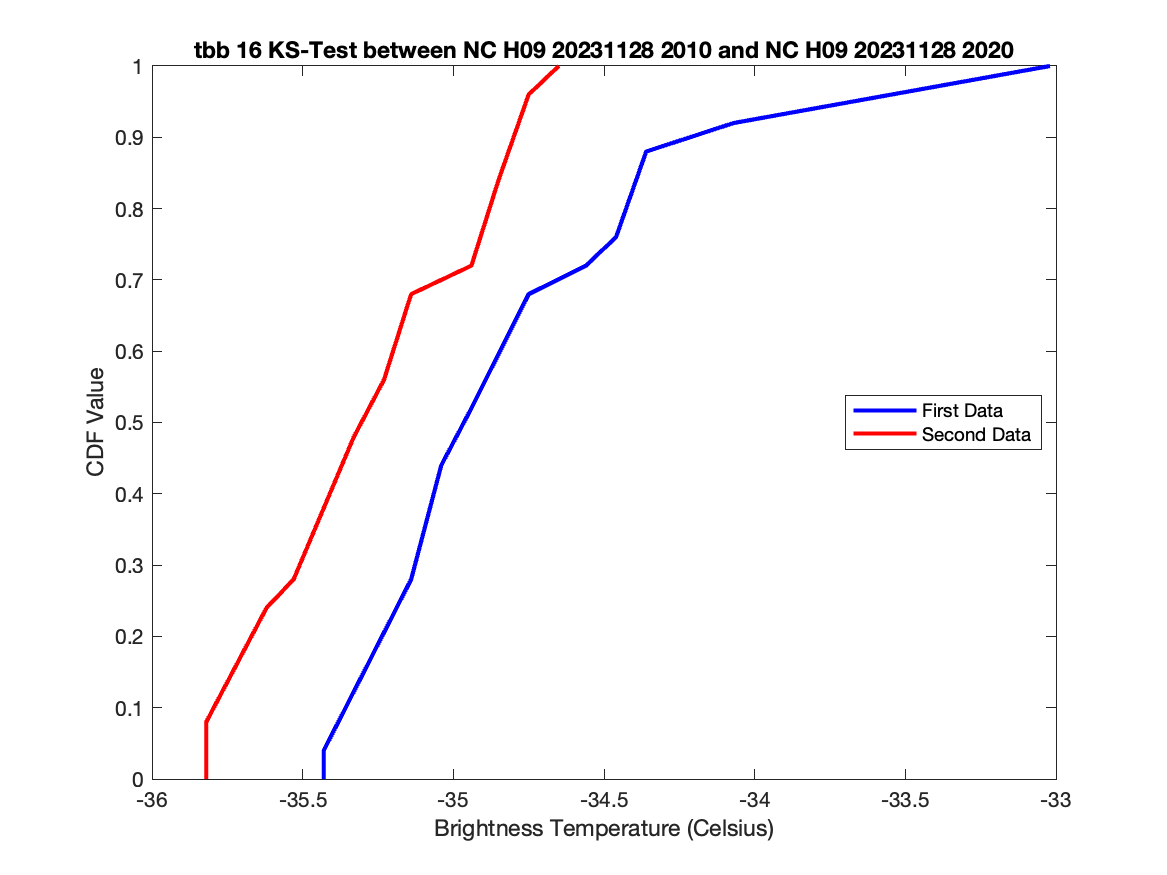 tbb 16 KS-Test between NC H09 20231128 2010 and NC H09 20231128 2020
1
0.9
0.8
0.7
0.6
0.5
0.4
0.3
0.2
0.1
0
CDF Value
First Data
Second Data
-36 -35.5 -35 -34.5 -34 -33.5 -33
Brightness Temperature (Celsius)